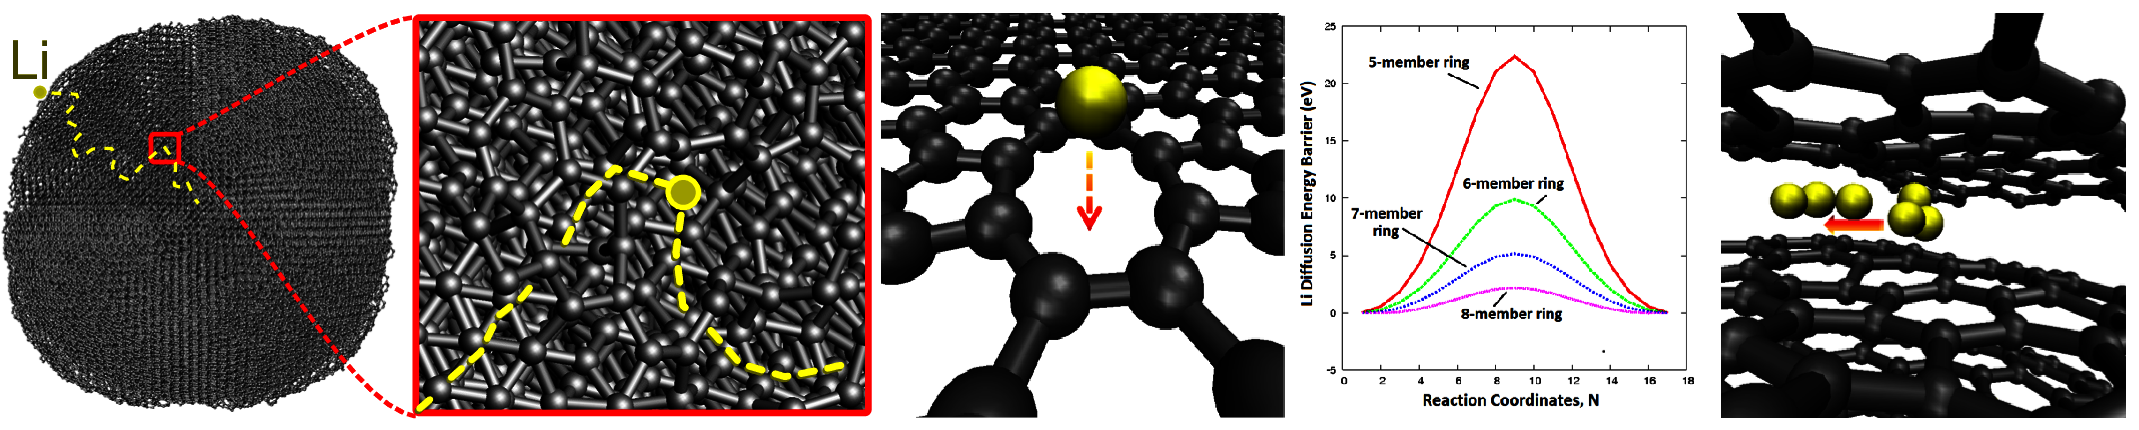 Li
Li Diffusion Energy Barrier (eV)
25
20
15
10
5
0
-5
5-member ring
6-member ring
7-member
ring
8-member ring
0 2 4 6 8 10 12 14 16 18
Reaction Coordinates, N